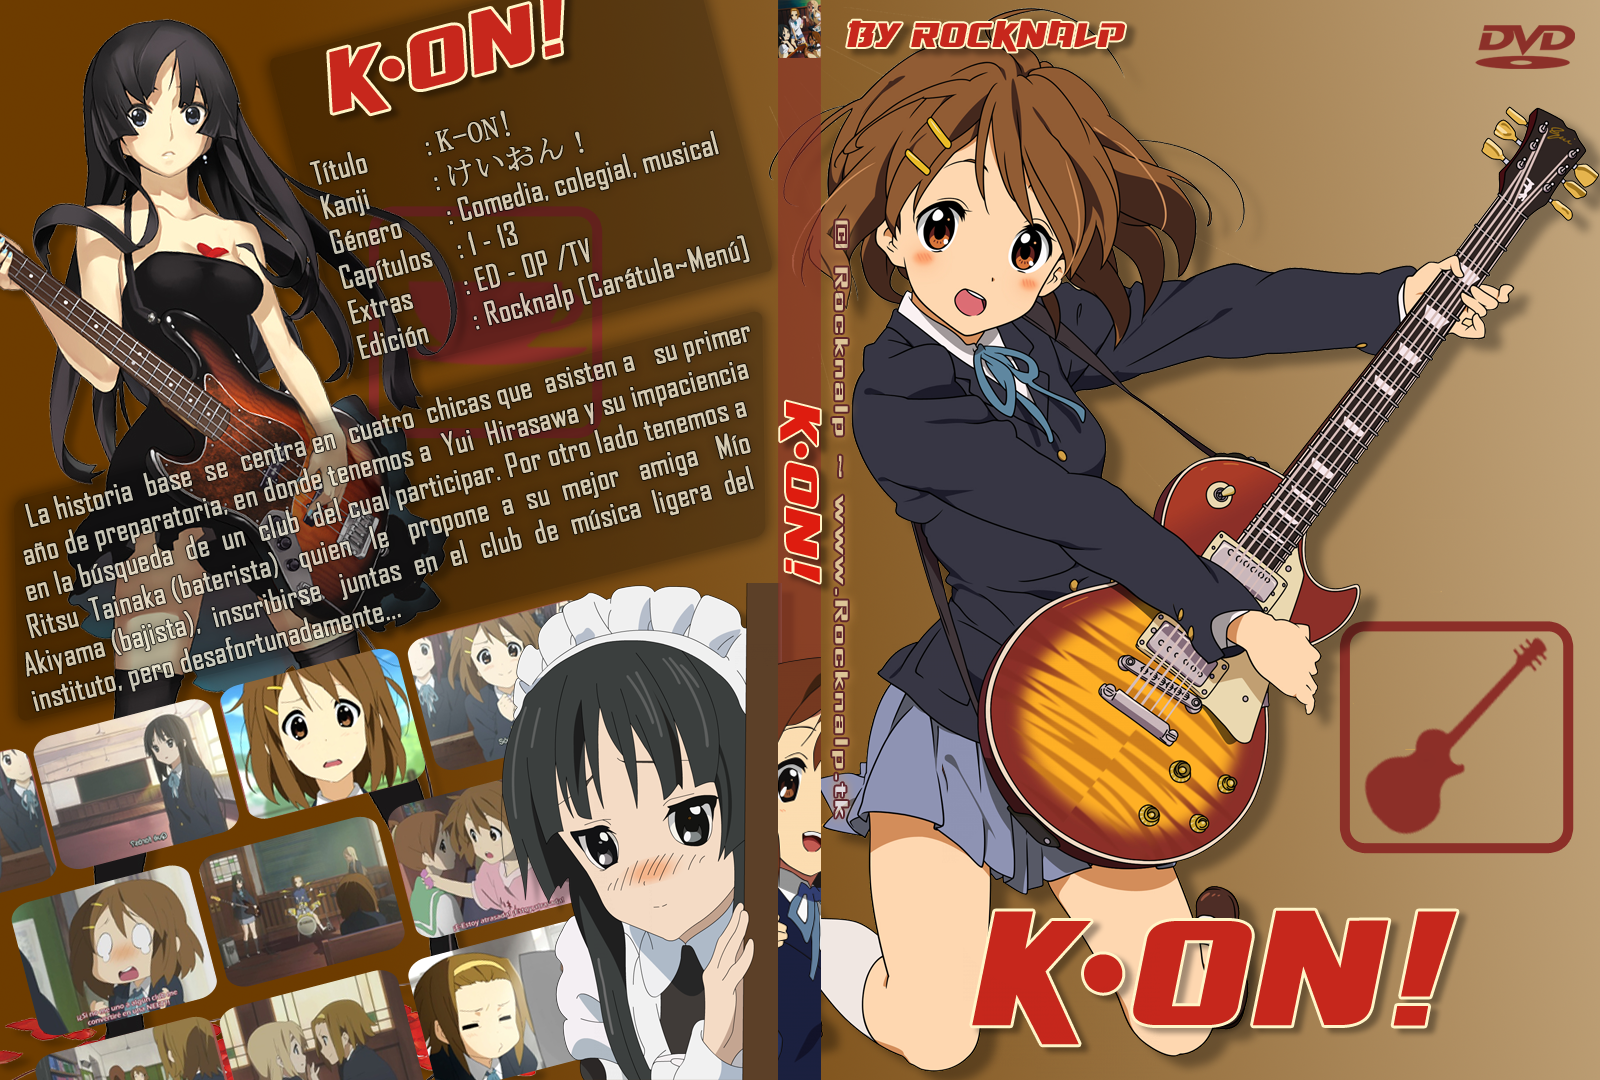 K•ON!
Título : K-ON!
Kanji : けいおん！
Género : Comedia, colegial, musical
Capítulos : 1 - 13
Extras : ED - OP /TV
Edición : Rocknalp [Carátula~Menú]
La historia base se centra en cuatro chicas que asisten a su primer
año de preparatoria, en donde tenemos a Yui Hirasawa y su impaciencia
en la búsqueda de un club del cual participar. Por otro lado tenemos a
Ritsu Tainaka (baterista) quien le propone a su mejor amiga Mío
Akiyama (bajista), inscribirse juntas en el club de música ligera del
instituto, pero desafortunadamente...
K•ON!
© Rocknalp - www.Rocknalp.tk
By Rocknalp
DVD
K•ON!